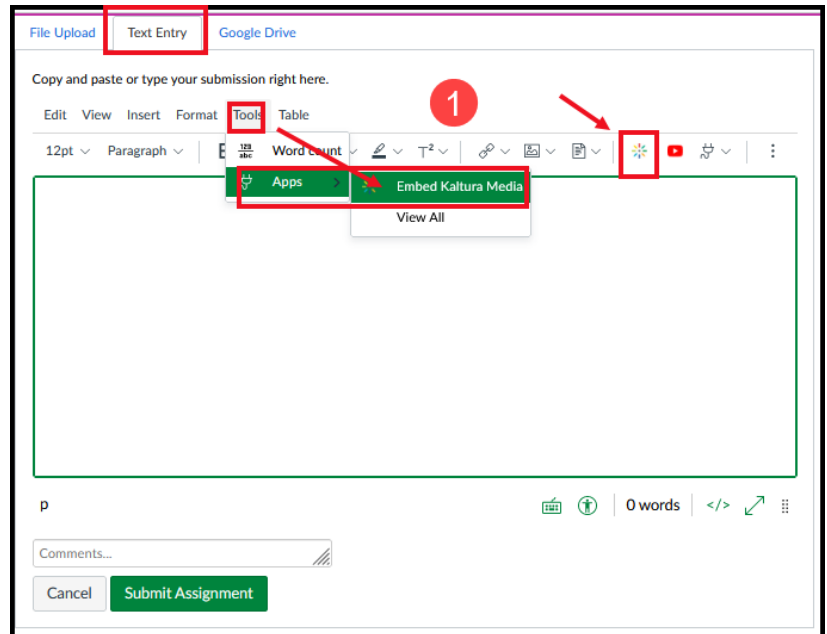 File Upload Text Entry Google Drive
Copy and paste or type your submission right here.
Edit View Insert Format Tools Table
1
12pt Paragraph
123
abc
Word count
T²
Apps
Embed Kaltura Media
View All
p
0 words </>
Comments...
Cancel Submit Assignment